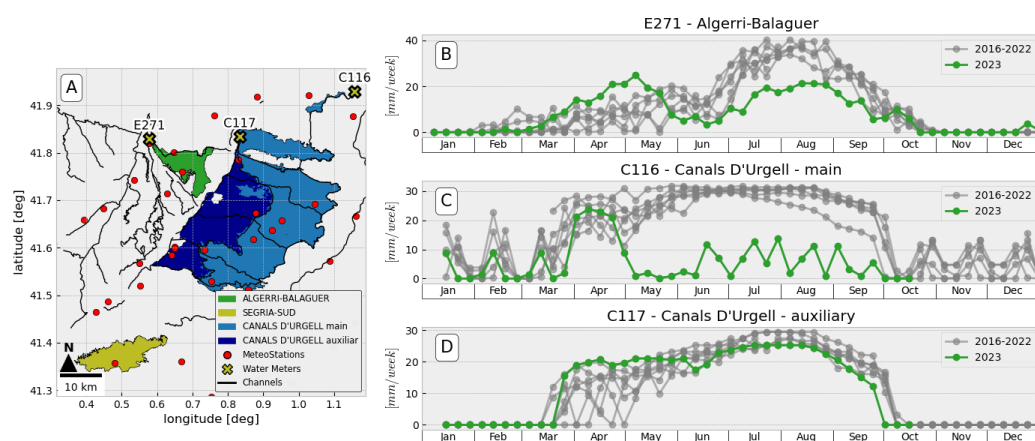 A
C116
E271
C117
41.9
41.8
41.7
41.6
41.5
41.4
41.3
latitude [deg]
ALGERRI-BALAGUER
SEGRIA-SUD
CANALS D'URGELL main
CANALS D'URGELL auxiliar
MeteoStations
Water Meters
Channels
N
10 km
0.4 0.5 0.6 0.7 0.8 0.9 1.0 1.1
longitude [deg]
E271 - Algerri-Balaguer
B
[mm/week]
40
20
0
2016-2022
2023
Jan Feb Mar Apr May Jun Jul Aug Sep Oct Nov Dec
C116 - Canals D'Urgell - main
C
[mm/week]
30
20
10
0
2016-2022
2023
Jan Feb Mar Apr May Jun Jul Aug Sep Oct Nov Dec
C117 - Canals D'Urgell - auxiliary
D
[mm/week]
30
20
10
0
2016-2022
2023
Jan Feb Mar Apr May Jun Jul Aug Sep Oct Nov Dec